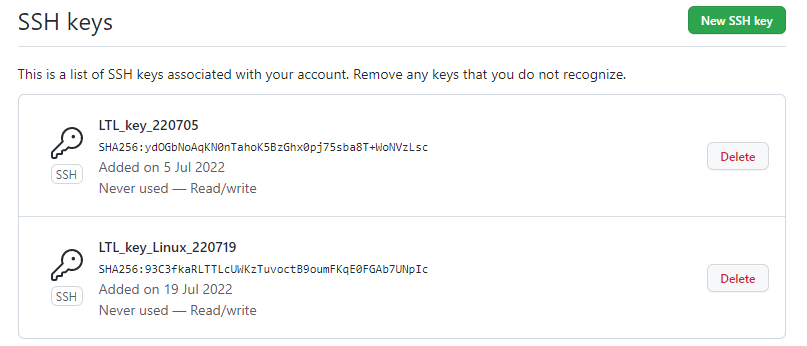 SSH keys
New SSH key
This is a list of SSH keys associated with your account. Remove any keys that you do not recognize.
LTL_key_220705
SHA256:ydOGbNoAqKN0nTahoK5BzGhx0pj75sba8T+WoNVzLsc
SSH
Added on 5 Jul 2022
Never used — Read/write
Delete
LTL_key_Linux_220719
SHA256:93C3fkaRLTTLcUWKzTuvoctB9oumFKqE0FGAb7UNpIc
SSH
Added on 19 Jul 2022
Never used — Read/write
Delete